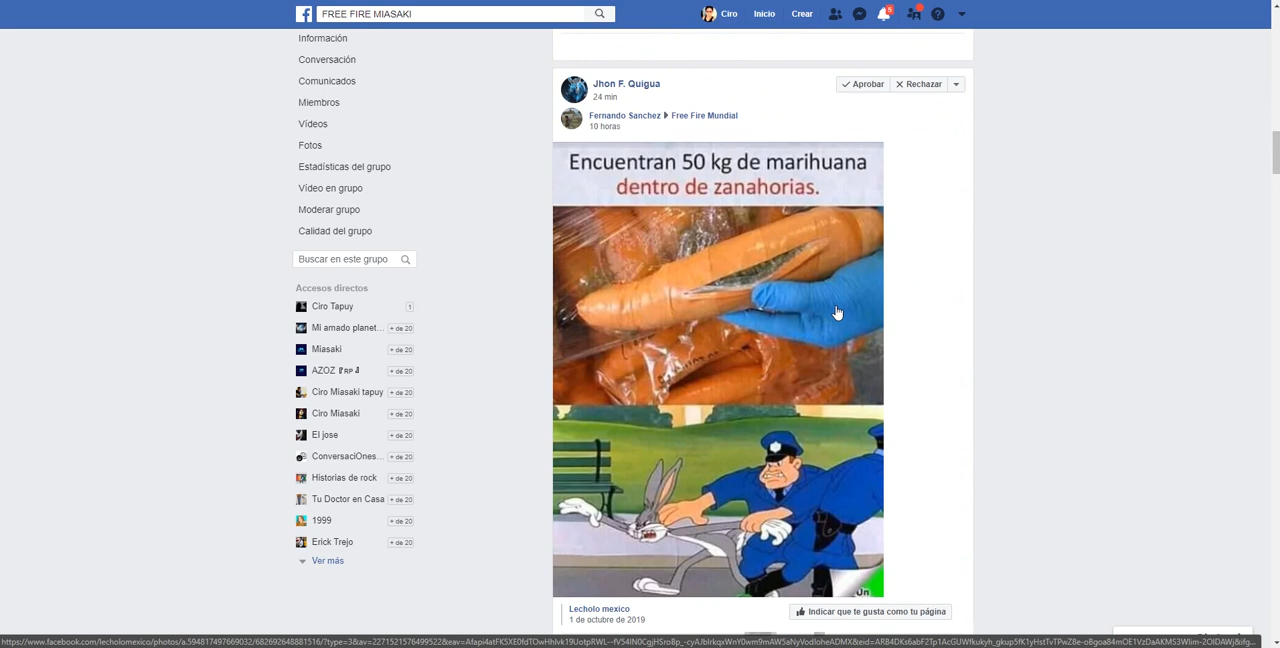 FREE FIRE MIASAKI
Ciro
Inicio
Crear
5
Información
Conversación
Comunicados
Miembros
Vídeos
Fotos
Estadísticas del grupo
Vídeo en grupo
Moderar grupo
Calidad del grupo
Buscar en este grupo
Accesos directos
Ciro Tapuy 1
Mi amado planet... + de 20
Miasaki + de 20
AZOZ + de 20
Ciro Miasaki tapuy + de 20
Ciro Miasaki + de 20
El jose + de 20
ConversaciOnes... + de 20
Historias de rock + de 20
Tu Doctor en Casa + de 20
1999 + de 20
Erick Trejo + de 20
Ver más
Jhon F. Quigua
24 min
Aprobar
Rechazar
Fernando Sanchez Free Fire Mundial
10 horas
Encuentran 50 kg de marihuana
dentro de zanahorias.
Un
Lecholo mexico
1 de octubre de 2019
Indicar que te gusta como tu página